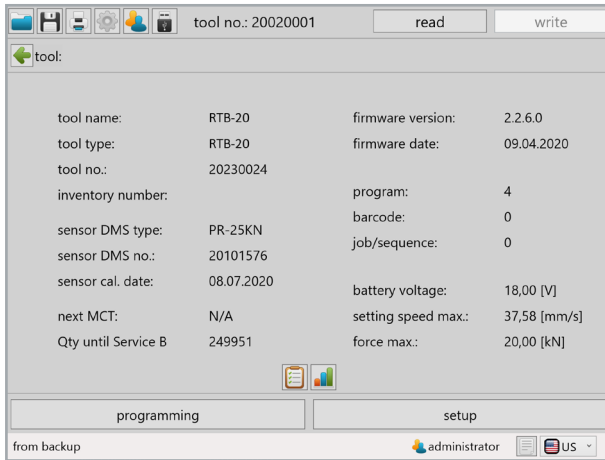 tool no.: 20020001 read write
tool:
tool name: RTB-20 firmware version: 2.2.6.0
tool type: RTB-20 firmware date: 09.04.2020
tool no.: 20230024
inventory number: program: 4
barcode: 0
sensor DMS type: PR-25KN
job/sequence: 0
sensor DMS no.: 20101576
sensor cal. date: 08.07.2020
battery voltage: 18,00 [V]
next MCT: N/A setting speed max.: 37,58 [mm/s]
Qty until Service B 249951 force max.: 20,00 [kN]
programming setup
from backup administrator US